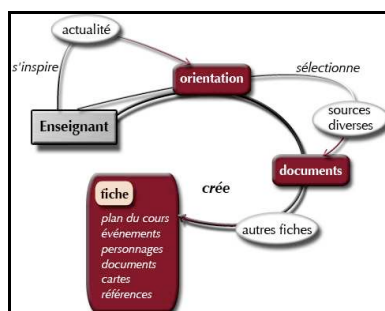 actualité
s'inspire
orientation
sélectionne
Enseignant
sources
diverses
documents
crée
fiche
plan du cours
événements
personnages
documents
cartes
références
autres fiches